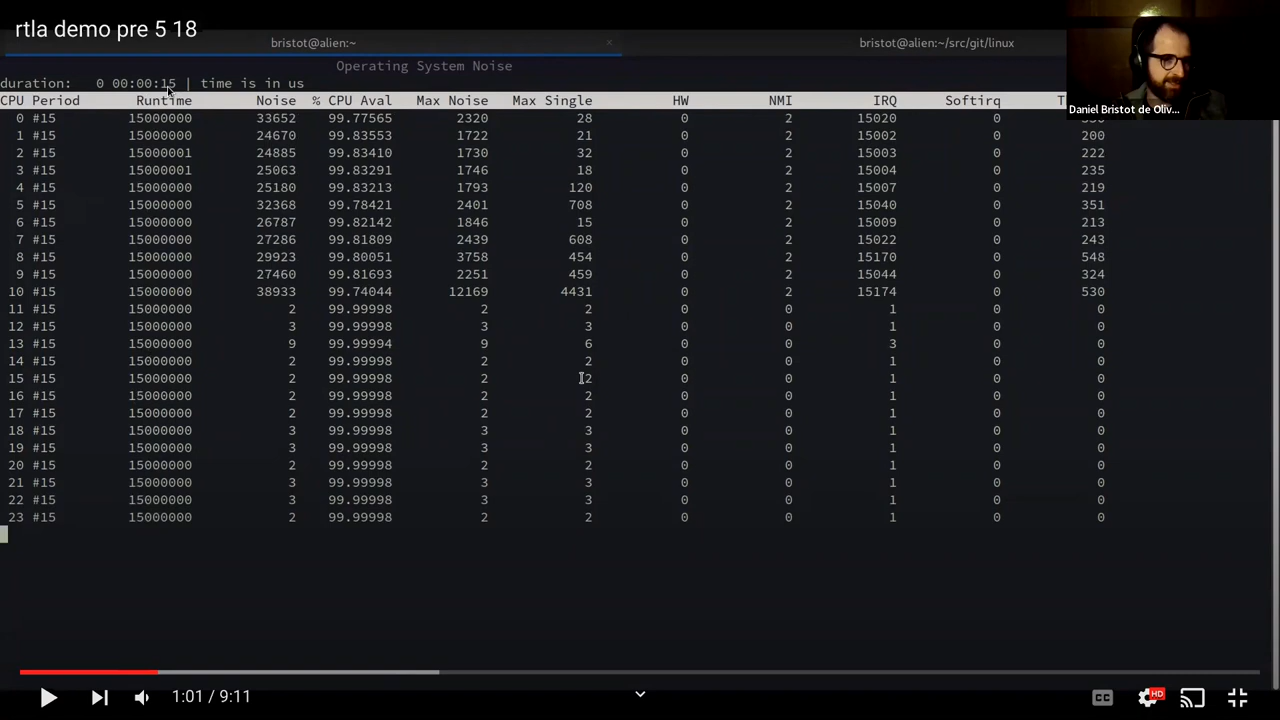 rtla demo pre 5 18
bristot@alien:~ × bristot@alien:~/src/git/linux
Operating System Noise
duration: 0 00:00:15 | time is in us
CPU Period Runtime Noise % CPU Aval Max Noise Max Single HW NMI IRQ Softirq
Daniel Bristot de Oliv...
0 #15 15000000 33652 99.77565 2320 28 0 2 15020 0
1 #15 15000000 24670 99.83553 1722 21 0 2 15002 0 200
2 #15 15000001 24885 99.83410 1730 32 0 2 15003 0 222
3 #15 15000001 25063 99.83291 1746 18 0 2 15004 0 235
4 #15 15000000 25180 99.83213 1793 120 0 2 15007 0 219
5 #15 15000000 32368 99.78421 2401 708 0 2 15040 0 351
6 #15 15000000 26787 99.82142 1846 15 0 2 15009 0 213
7 #15 15000000 27286 99.81809 2439 608 0 2 15022 0 243
8 #15 15000000 29923 99.80051 3758 454 0 2 15170 0 548
9 #15 15000000 27460 99.81693 2251 459 0 2 15044 0 324
10 #15 15000000 38933 99.74044 12169 4431 0 2 15174 0 530
11 #15 15000000 2 99.99998 2 2 0 0 1 0 0
12 #15 15000000 3 99.99998 3 3 0 0 1 0 0
13 #15 15000000 9 99.99994 9 6 0 0 3 0 0
14 #15 15000000 2 99.99998 2 2 0 0 1 0 0
15 #15 15000000 2 99.99998 2 2 0 0 1 0 0
16 #15 15000000 2 99.99998 2 2 0 0 1 0 0
17 #15 15000000 2 99.99998 2 2 0 0 1 0 0
18 #15 15000000 3 99.99998 3 3 0 0 1 0 0
19 #15 15000000 3 99.99998 3 3 0 0 1 0 0
20 #15 15000000 2 99.99998 2 2 0 0 1 0 0
21 #15 15000000 3 99.99998 3 3 0 0 1 0 0
22 #15 15000000 3 99.99998 3 3 0 0 1 0 0
23 #15 15000000 2 99.99998 2 2 0 0 1 0 0
1:01 / 9:11 CC HD